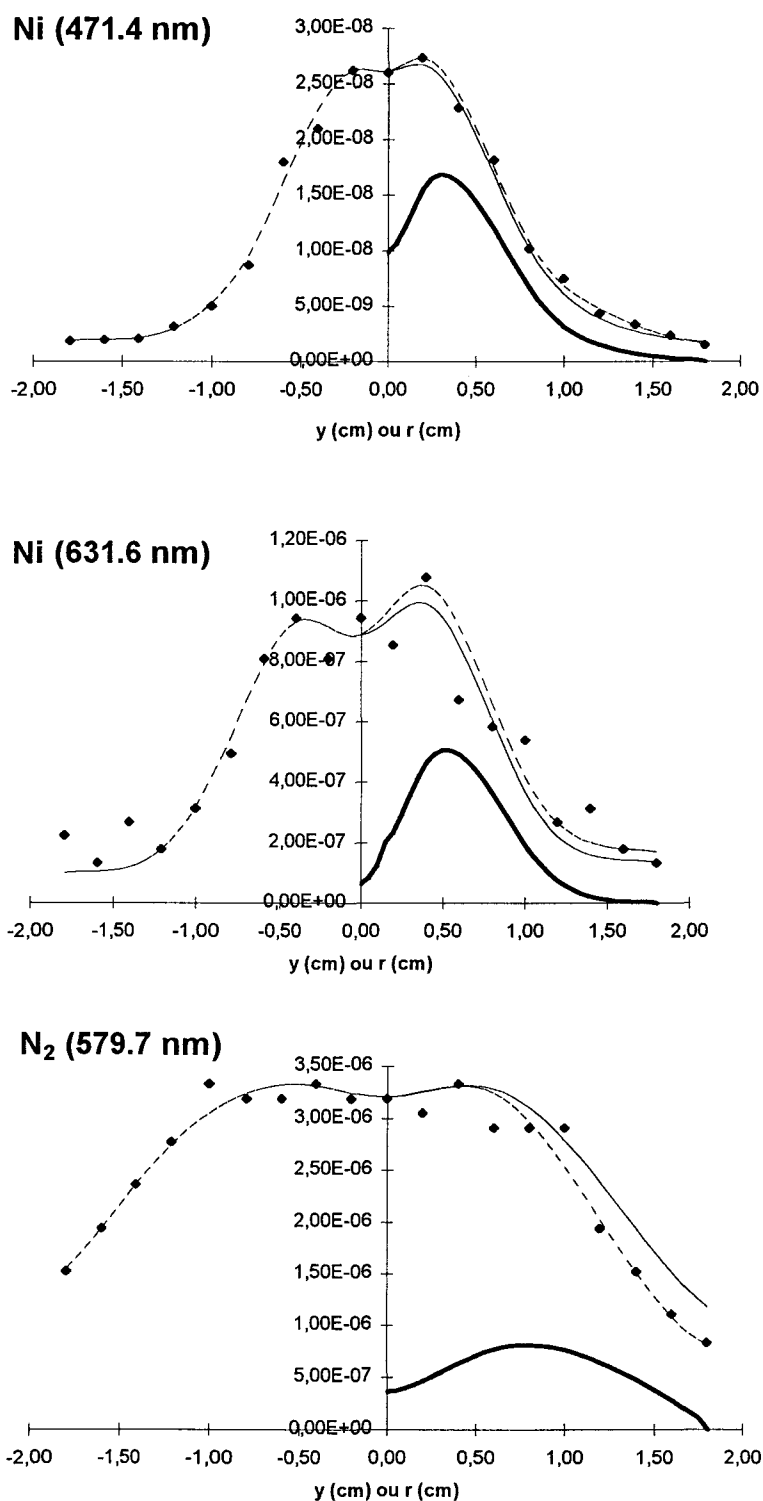 Ni (471.4 nm)
3,00E-08
2,50E-08
2,00E-08
1,50E-08
1,00E-08
5,00E-09
0,00E+00
-2,00 -1,50 -1,00 -0,50 0,00 0,50 1,00 1,50 2,00
y (cm) ou r (cm)
Ni (631.6 nm)
1,20E-06
1,00E-06
8,00E-07
6,00E-07
4,00E-07
2,00E-07
0,00E+00
-2,00 -1,50 -1,00 -0,50 0,00 0,50 1,00 1,50 2,00
y (cm) ou r (cm)
N₂ (579.7 nm)
3,50E-06
3,00E-06
2,50E-06
2,00E-06
1,50E-06
1,00E-06
5,00E-07
0,00E+00
-2,00 -1,50 -1,00 -0,50 0,00 0,50 1,00 1,50 2,00
y (cm) ou r (cm)